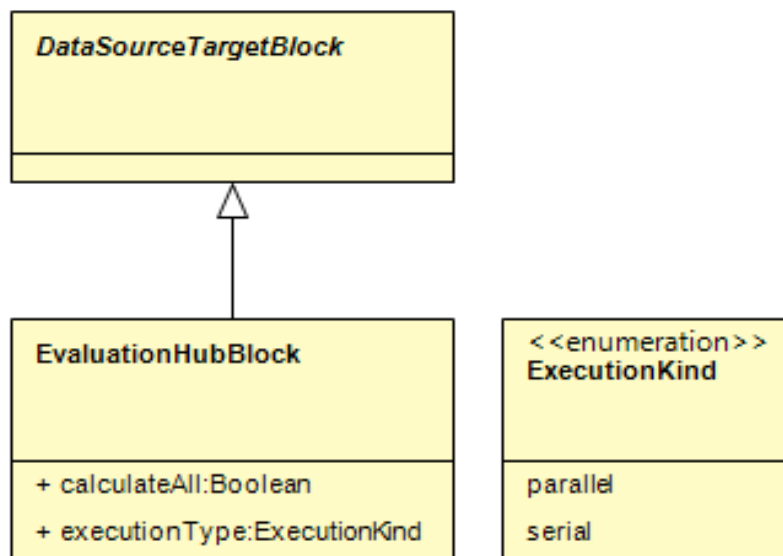 DataSourceTargetBlock
EvaluationHubBlock
+ calculateAll:Boolean
+ executionType:ExecutionKind
<<enumeration>>
ExecutionKind
parallel
serial